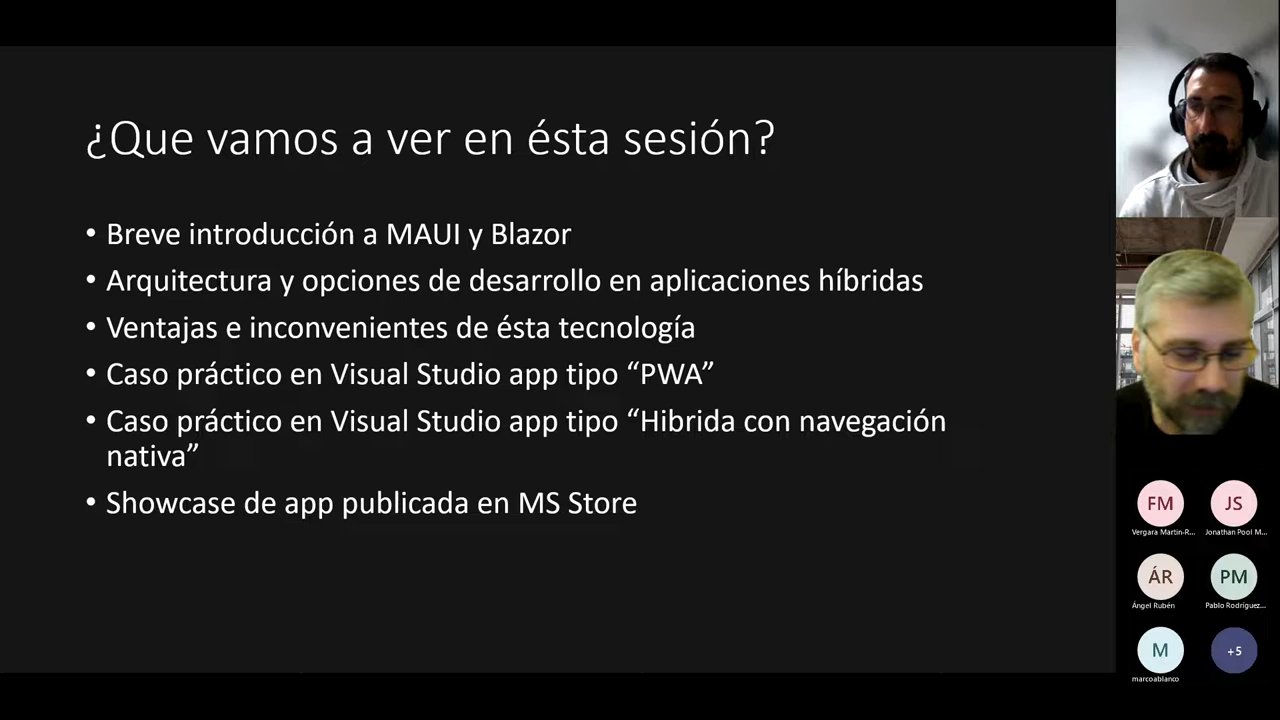 ¿Que vamos a ver en ésta sesión?
• Breve introducción a MAUI y Blazor
• Arquitectura y opciones de desarrollo en aplicaciones híbridas
• Ventajas e inconvenientes de ésta tecnología
• Caso práctico en Visual Studio app tipo “PWA”
• Caso práctico en Visual Studio app tipo “Hibrida con navegación
nativa”
• Showcase de app publicada en MS Store
FM
JS
Vergara Martin-R...
Jonathan Pool M...
ÁR
PM
Ángel Rubén
Pablo Rodríguez...
M
+5
marcoablanco